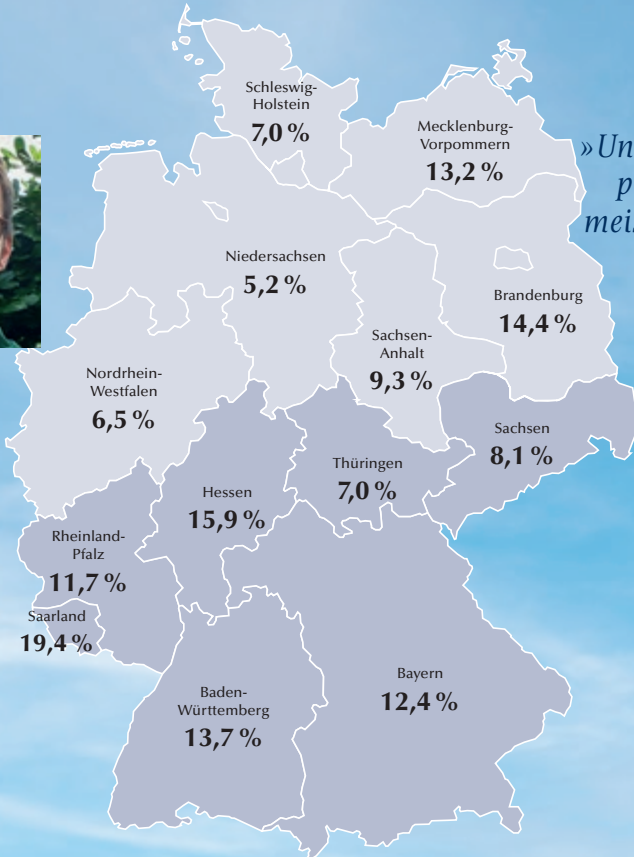 Schleswig-
Holstein
7,0 %
Mecklenburg-
Vorpommern
13,2 %
»Un
p
mei
Niedersachsen
5,2 %
Brandenburg
14,4 %
Sachsen-
Anhalt
9,3 %
Nordrhein-
Westfalen
6,5 %
Sachsen
8,1 %
Thüringen
7,0 %
Hessen
15,9 %
Rheinland-
Pfalz
11,7 %
Saarland
19,4 %
Bayern
12,4 %
Baden-
Württemberg
13,7 %